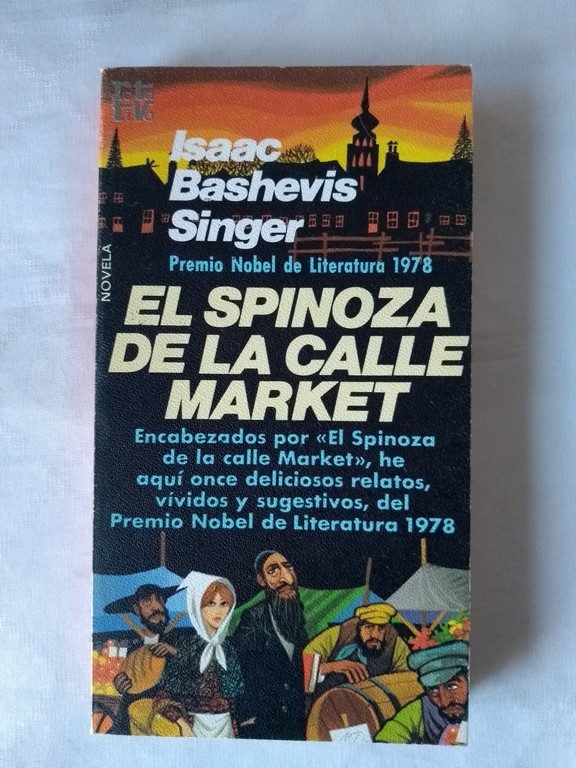 Isaac
Bashevis
Singer
Premio Nobel de Literatura 1978
NOVELA
EL SPINOZA
DE LA CALLE
MARKET
Encabezados por «El Spinoza
de la calle Market», he
aquí once deliciosos relatos,
vívidos y sugestivos, del
Premio Nobel de Literatura 1978